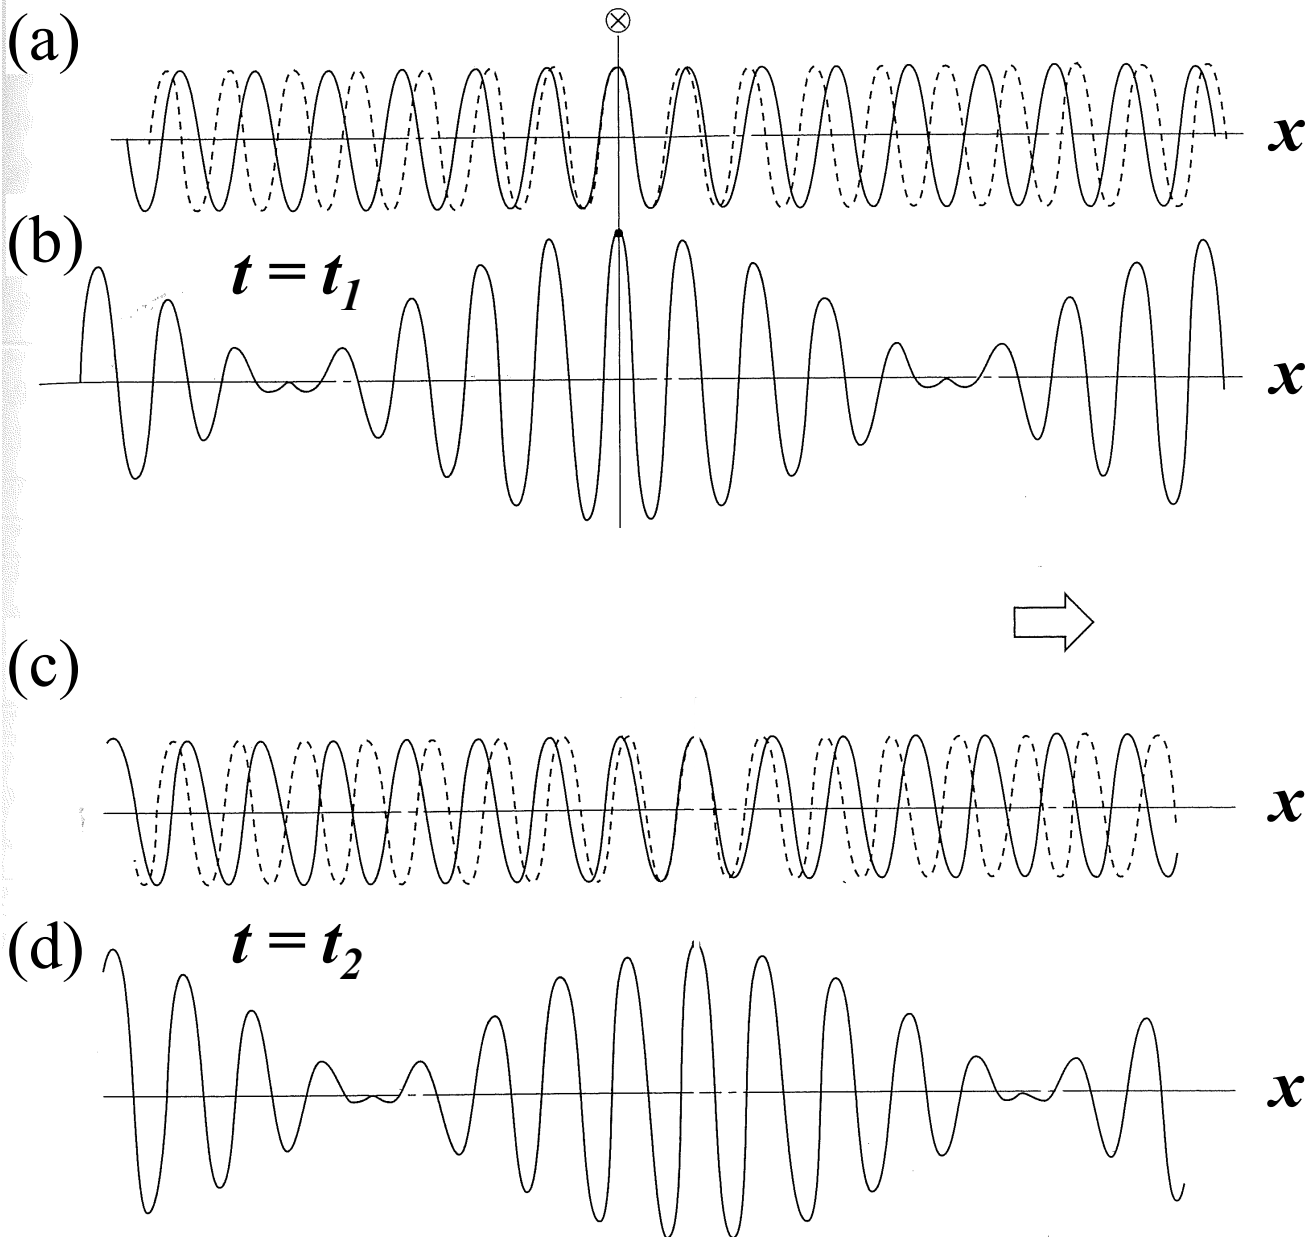 (a)
x
(b)
t = t1
x
(c)
x
(d)
t = t2
x